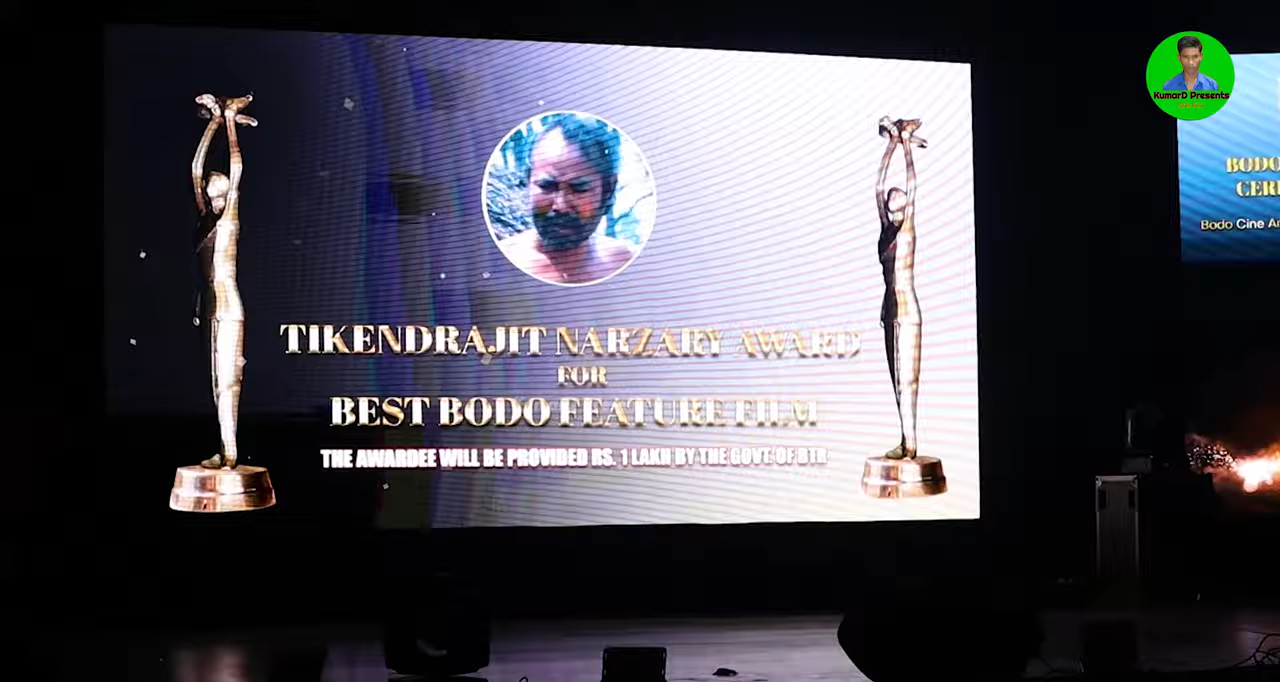 TIKENDRAJIT NARZARY AWARD
FOR
BEST BODO FEATURE FILM
THE AWARDEE WILL BE PROVIDED RS. 1 LAKH BY THE GOVT. OF BTR
KumarD Presents
BODO
Bodo Cine